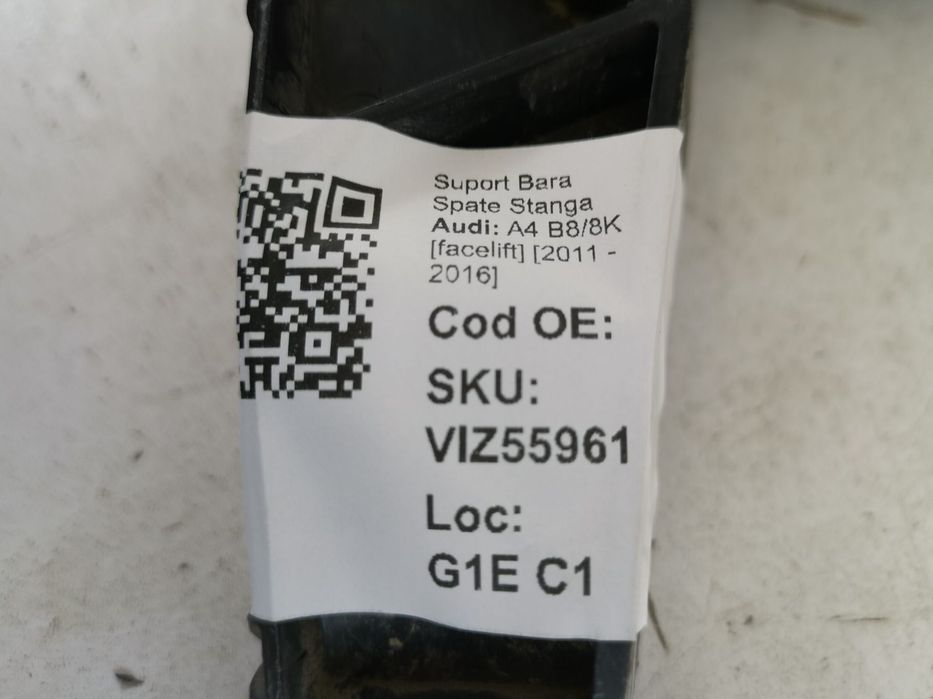 Suport Bara
Spate Stanga
Audi: A4 B8/8K
[facelift] [2011 -
2016]
Cod OE:
SKU:
VIZ55961
Loc:
G1E C1